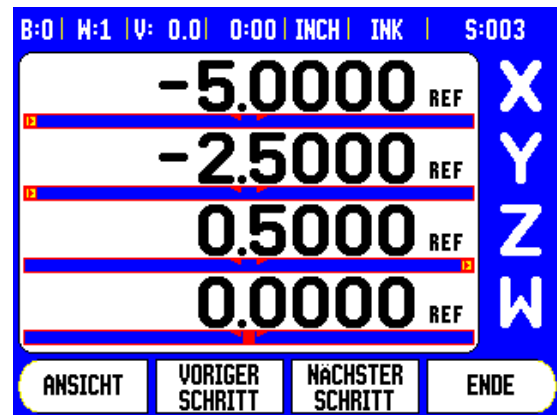 B:0| W:1 |V: 0.0| 0:00|INCH| INK | S:003
-5.0000 REF X
-2.5000 REF Y
0.5000 REF Z
0.0000 REF W
ANSICHT VORIGER SCHRITT NÄCHSTER SCHRITT ENDE